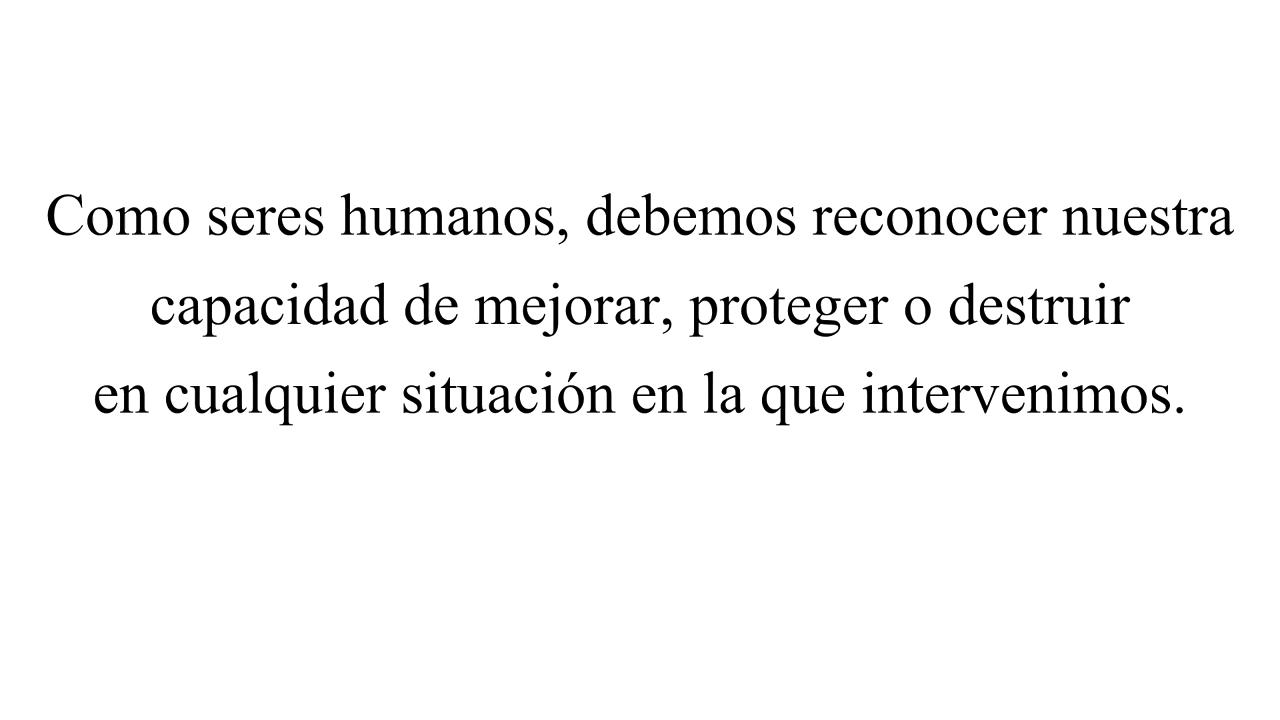 Como seres humanos, debemos reconocer nuestra
capacidad de mejorar, proteger o destruir
en cualquier situación en la que intervenimos.